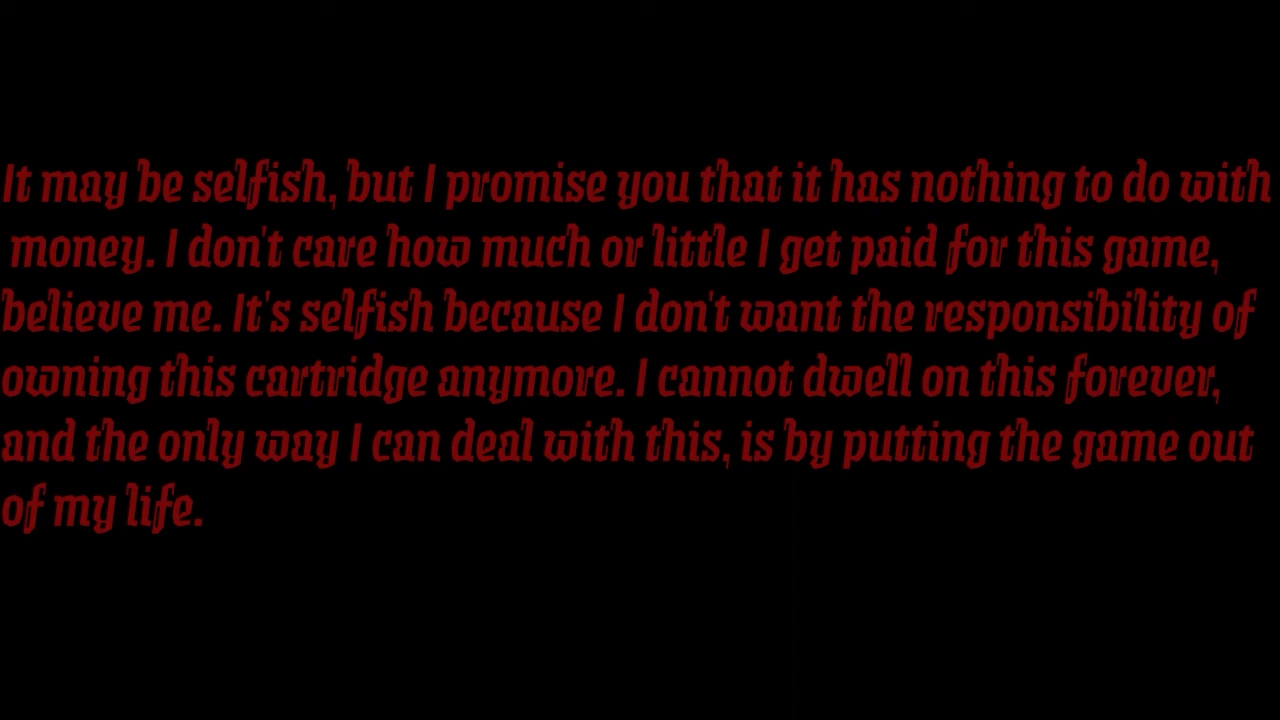 It may be selfish, but I promise you that it has nothing to do with
money. I don't care how much or little I get paid for this game,
believe me. It's selfish because I don't want the responsibility of
owning this cartridge anymore. I cannot dwell on this forever,
and the only way I can deal with this, is by putting the game out
of my life.